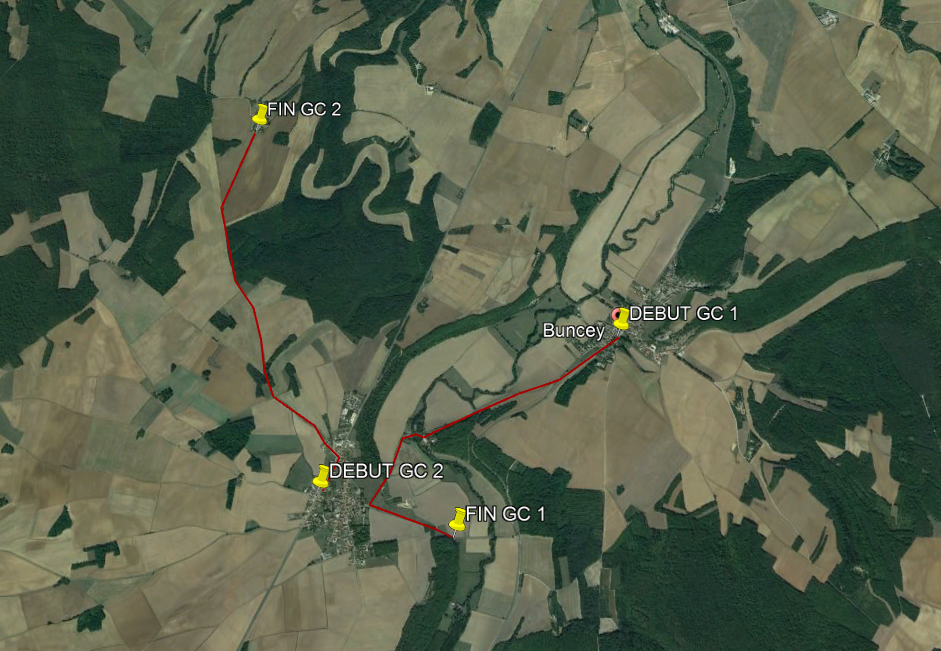 FIN GC 2
DEBUT GC 1
Buncey
DEBUT GC 2
FIN GC 1